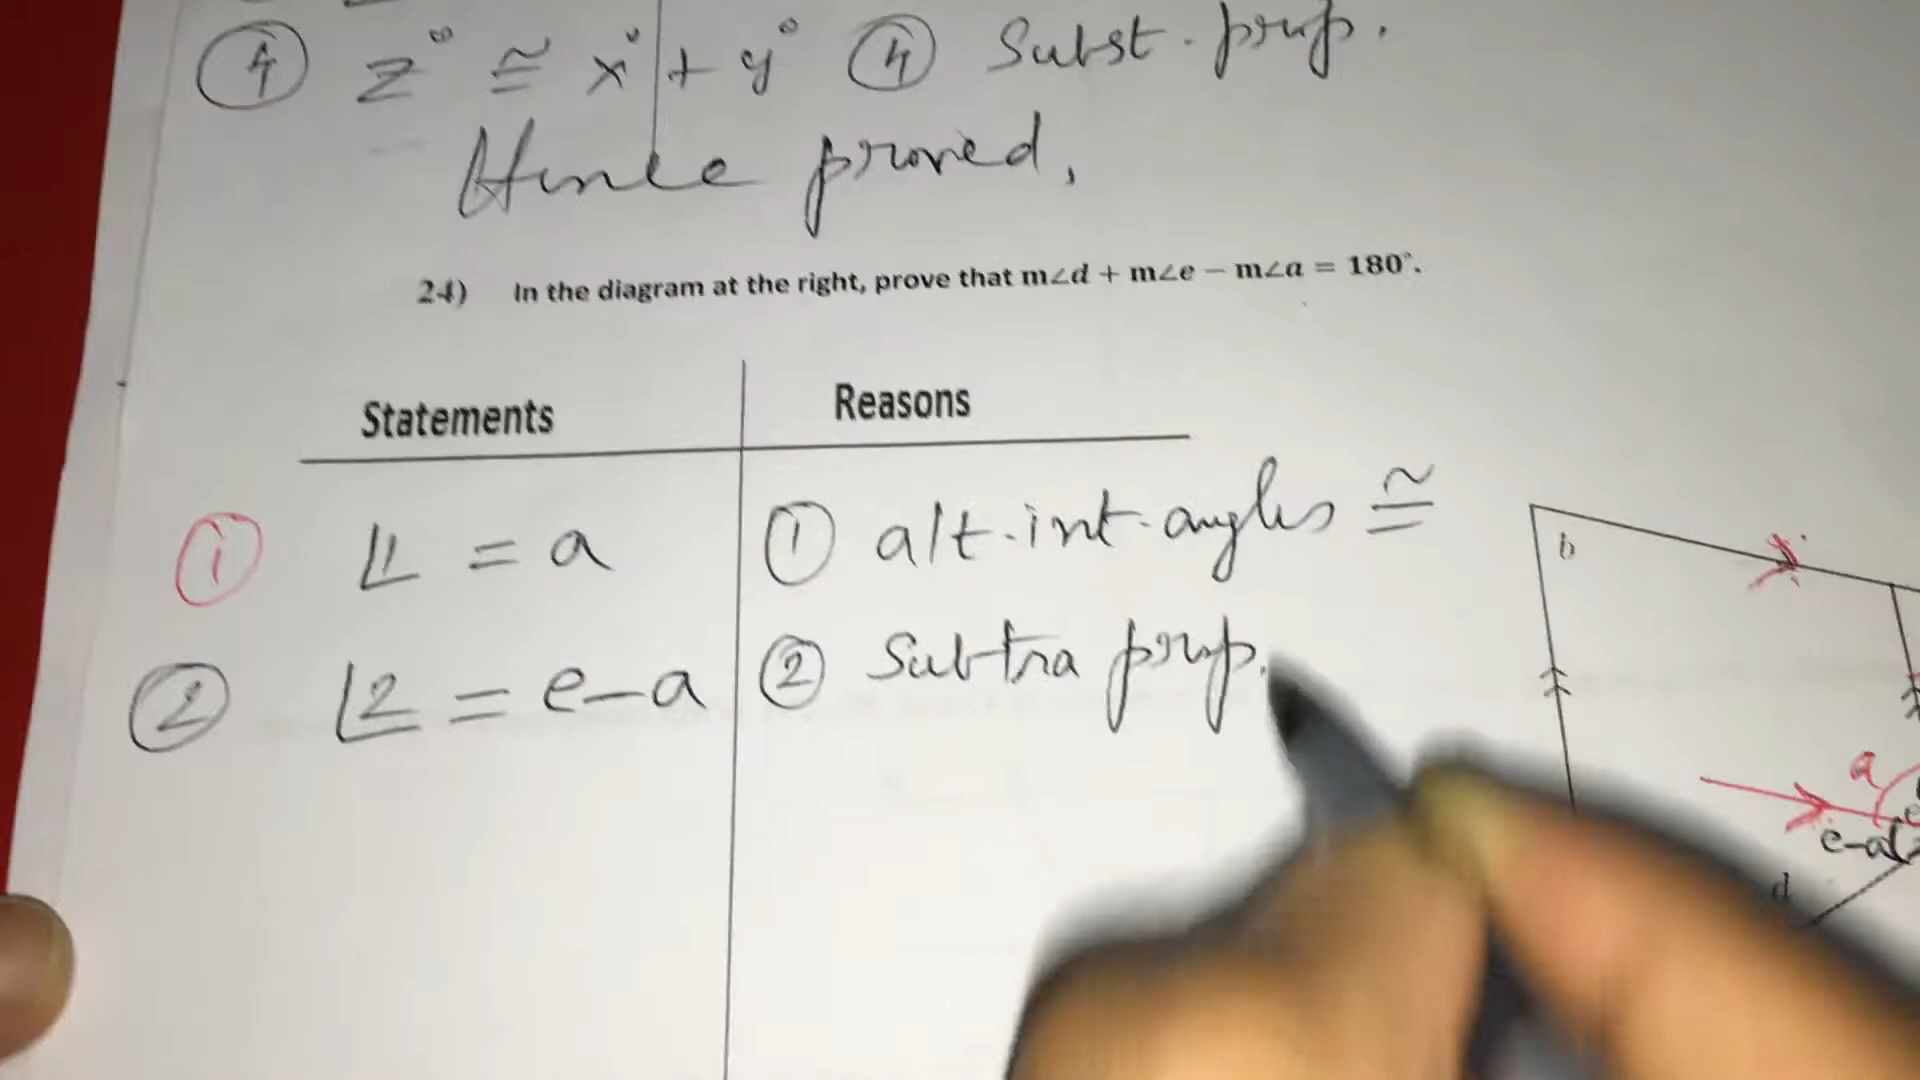 ④ z° ≅ x° + y° ④ Subst. prop.
Hence proved,
24) In the diagram at the right, prove that m∠d + m∠e − m∠a = 180°.
Statements Reasons
① ∠1 = a ① alt. int. angles ≅
② ∠2 = e−a ② Subtra prop.
b
a
e
e-a
2
d